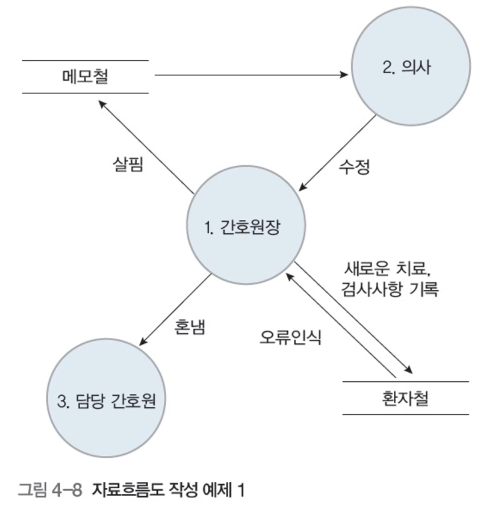 메모철
2. 의사
살핌
수정
1. 간호원장
새로운 치료,
검사사항 기록
혼냄
오류인식
3. 담당 간호원
환자철
그림 4-8 자료흐름도 작성 예제 1